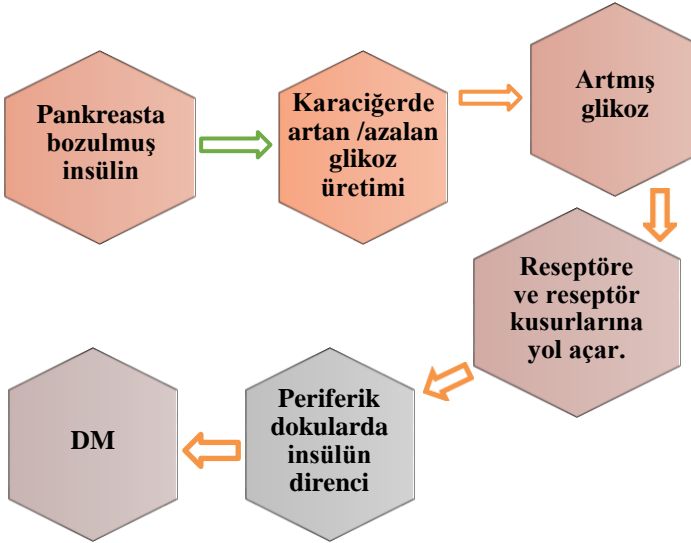 Pankreasta
bozulmuş
insülin
Karaciğerde
artan /azalan
glikoz
üretimi
Artmış
glikoz
Reseptöre
ve reseptör
kusurlarına
yol açar.
Periferik
dokularda
insülün
direnci
DM